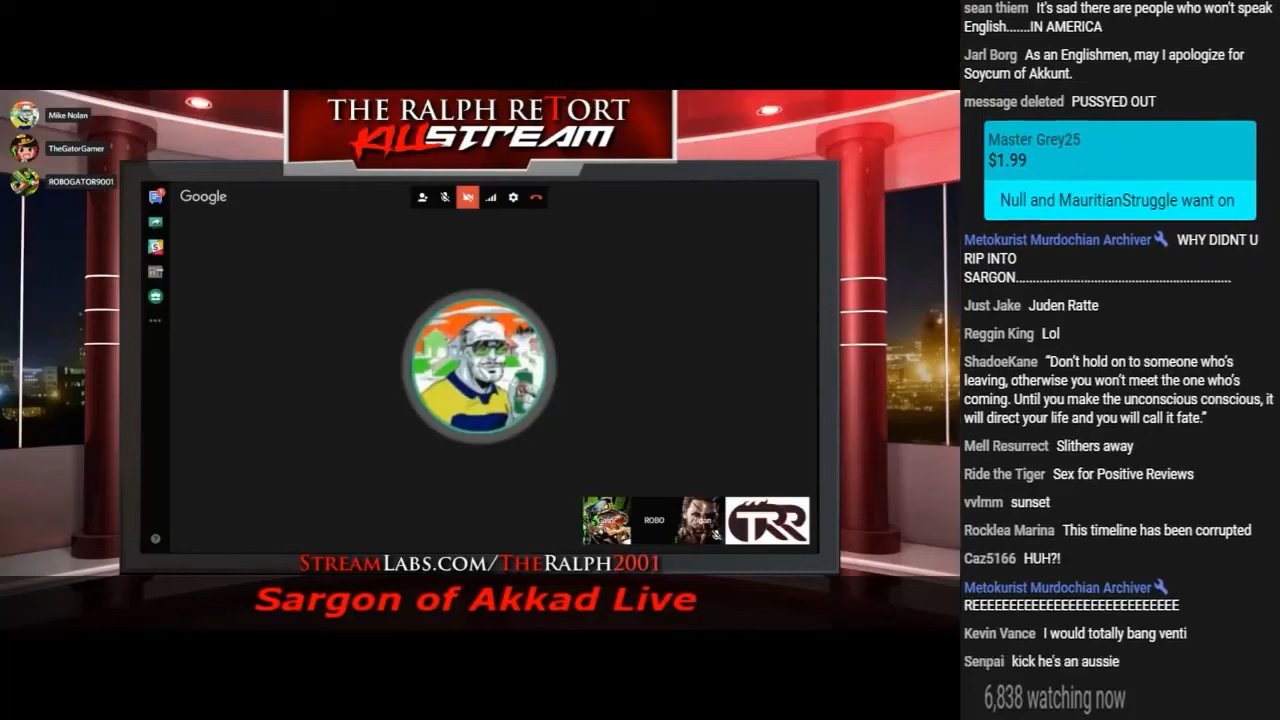 Mike Nolan
TheGatorGamer
ЯOBOGATOR9001
THE RALPH RETORT
KILLSTREAM
Google
Gator
ROBO
Zidan
TRR
STREAMLABS.COM/THERALPH2001
Sargon of Akkad Live
sean thiem It's sad there are people who won't speak
English.......IN AMERICA
Jarl Borg As an Englishmen, may I apologize for
Soycum of Akkunt.
message deleted PUSSYED OUT
Master Grey25
$1.99
Null and MauritianStruggle want on
Metokurist Murdochian Archiver WHY DIDNT U
RIP INTO
SARGON................................................................
Just Jake Juden Ratte
Reggin King Lol
ShadoeKane “Don’t hold on to someone who’s
leaving, otherwise you won’t meet the one who’s
coming. Until you make the unconscious conscious, it
will direct your life and you will call it fate.”
Mell Resurrect Slithers away
Ride the Tiger Sex for Positive Reviews
vvlmm sunset
Rocklea Marina This timeline has been corrupted
Caz5166 HUH?!
Metokurist Murdochian Archiver
REEEEEEEEEEEEEEEEEEEEEEEEEEE
Kevin Vance I would totally bang venti
Senpai kick he's an aussie
6,838 watching now